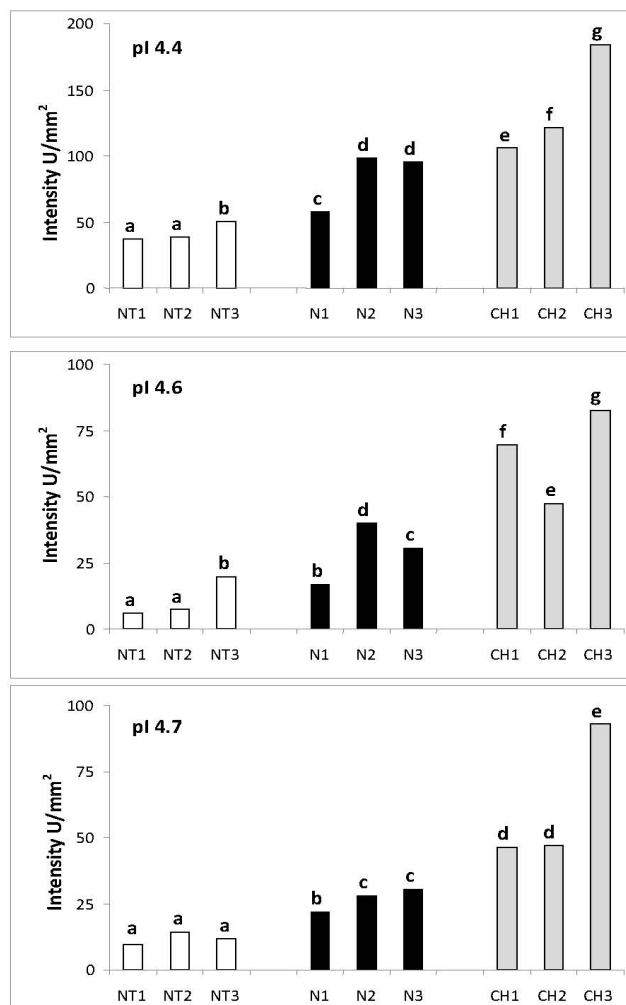 200
pI 4.4
g
150
f
e
d d
100
c
b
a a
50
0
NT1 NT2 NT3 N1 N2 N3 CH1 CH2 CH3
Intensity U/mm²
100
pI 4.6
g
f
75
e
d
50
c
b b
25
a a
0
NT1 NT2 NT3 N1 N2 N3 CH1 CH2 CH3
Intensity U/mm²
100
pI 4.7
e
75
d d
50
b c c
25
a a a
0
NT1 NT2 NT3 N1 N2 N3 CH1 CH2 CH3
Intensity U/mm²